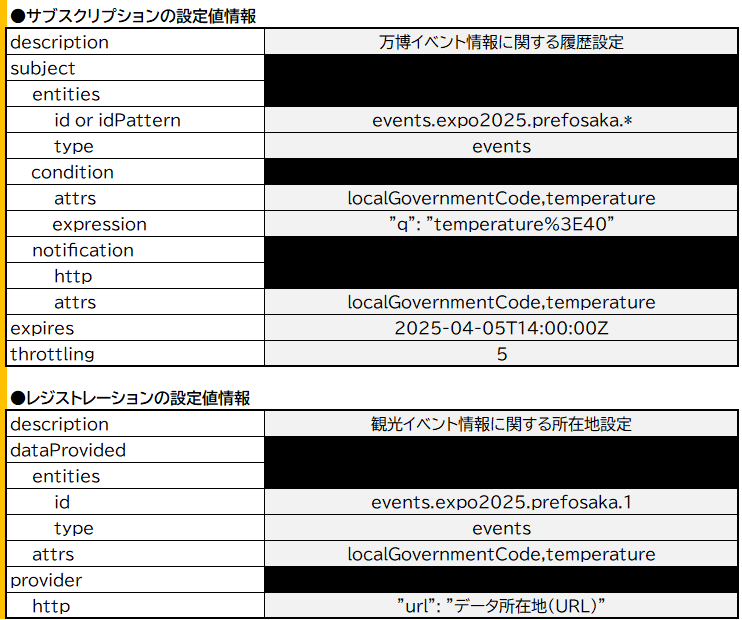 ●サブスクリプションの設定値情報
description 万博イベント情報に関する履歴設定
subject
entities
id or idPattern events.expo2025.prefosaka.*
type events
condition
attrs localGovernmentCode,temperature
expression ”q”: ”temperature%3E40”
notification
http
attrs localGovernmentCode,temperature
expires 2025-04-05T14:00:00Z
throttling 5
●レジストレーションの設定値情報
description 観光イベント情報に関する所在地設定
dataProvided
entities
id events.expo2025.prefosaka.1
type events
attrs localGovernmentCode,temperature
provider
http ”url”: ”データ所在地（URL）”